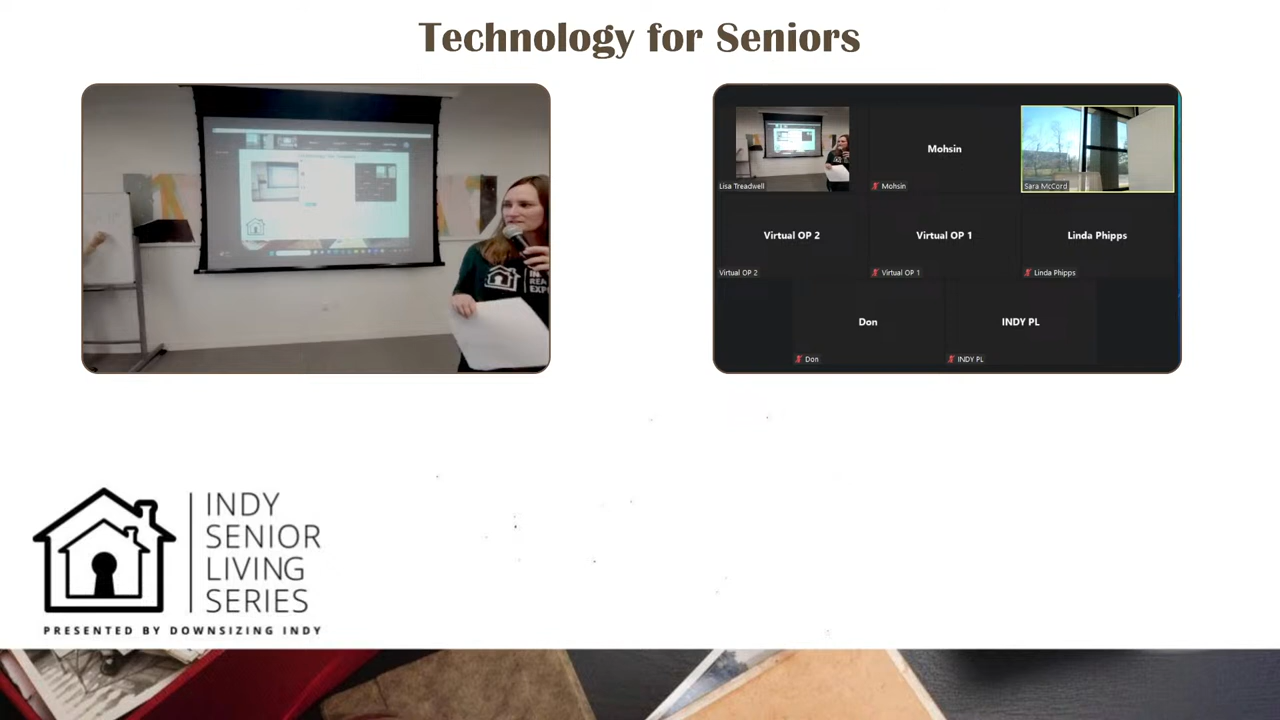 Technology for Seniors
Lisa Treadwell
Mohsin
Mohsin
Sara McCord
Virtual OP 2
Virtual OP 2
Virtual OP 1
Virtual OP 1
Linda Phipps
Linda Phipps
Don
Don
INDY PL
INDY PL
INDY
SENIOR
LIVING
SERIES
PRESENTED BY DOWNSIZING INDY